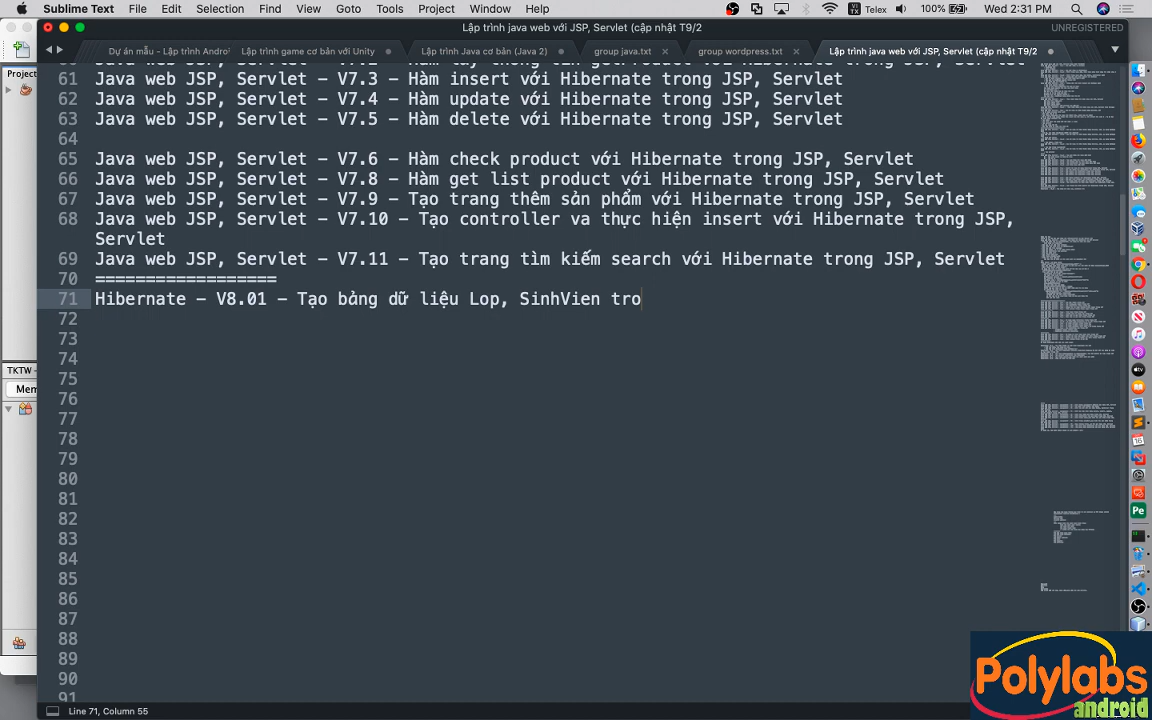 Sublime Text File Edit Selection Find View Goto Tools Project Window Help Telex 100% Wed 2:31 PM
Lập trình java web với JSP, Servlet (cập nhật T9/2
UNREGISTERED
Dự án mẫu - Lập trình Andro Lập trình game cơ bản với Unity Lập trình Java cơ bản (Java 2) group java.txt group wordpress.txt Lập trình java web với JSP, Servlet (cập nhật T9/2
Project
61 Java web JSP, Servlet - V7.3 - Hàm insert với Hibernate trong JSP, Servlet
62 Java web JSP, Servlet - V7.4 - Hàm update với Hibernate trong JSP, Servlet
63 Java web JSP, Servlet - V7.5 - Hàm delete với Hibernate trong JSP, Servlet
64
65 Java web JSP, Servlet - V7.6 - Hàm check product với Hibernate trong JSP, Servlet
66 Java web JSP, Servlet - V7.8 - Hàm get list product với Hibernate trong JSP, Servlet
67 Java web JSP, Servlet - V7.9 - Tạo trang thêm sản phẩm với Hibernate trong JSP, Servlet
68 Java web JSP, Servlet - V7.10 - Tạo controller va thực hiện insert với Hibernate trong JSP,
Servlet
69 Java web JSP, Servlet - V7.11 - Tạo trang tìm kiếm search với Hibernate trong JSP, Servlet
70 ==================
71 Hibernate - V8.01 - Tạo bảng dữ liệu Lop, SinhVien tro
72
73
74
75
TKTW
76
Mem
77
78
79
80
81
82
83
84
85
86
87
88
89
90
91
Polylabs
android
Line 71, Column 55